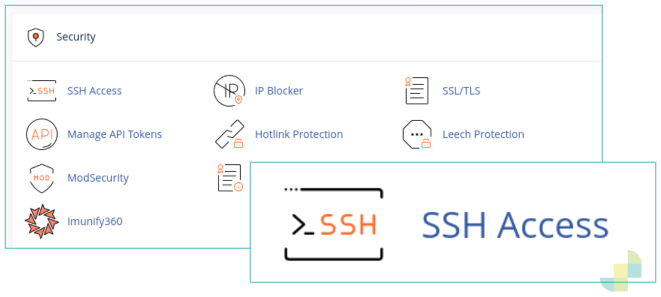 Security
>_SSH SSH Access
IP IP Blocker
SSL/TLS
API Manage API Tokens
Hotlink Protection
Leech Protection
MOD ModSecurity
Imunify360
>_SSH SSH Access